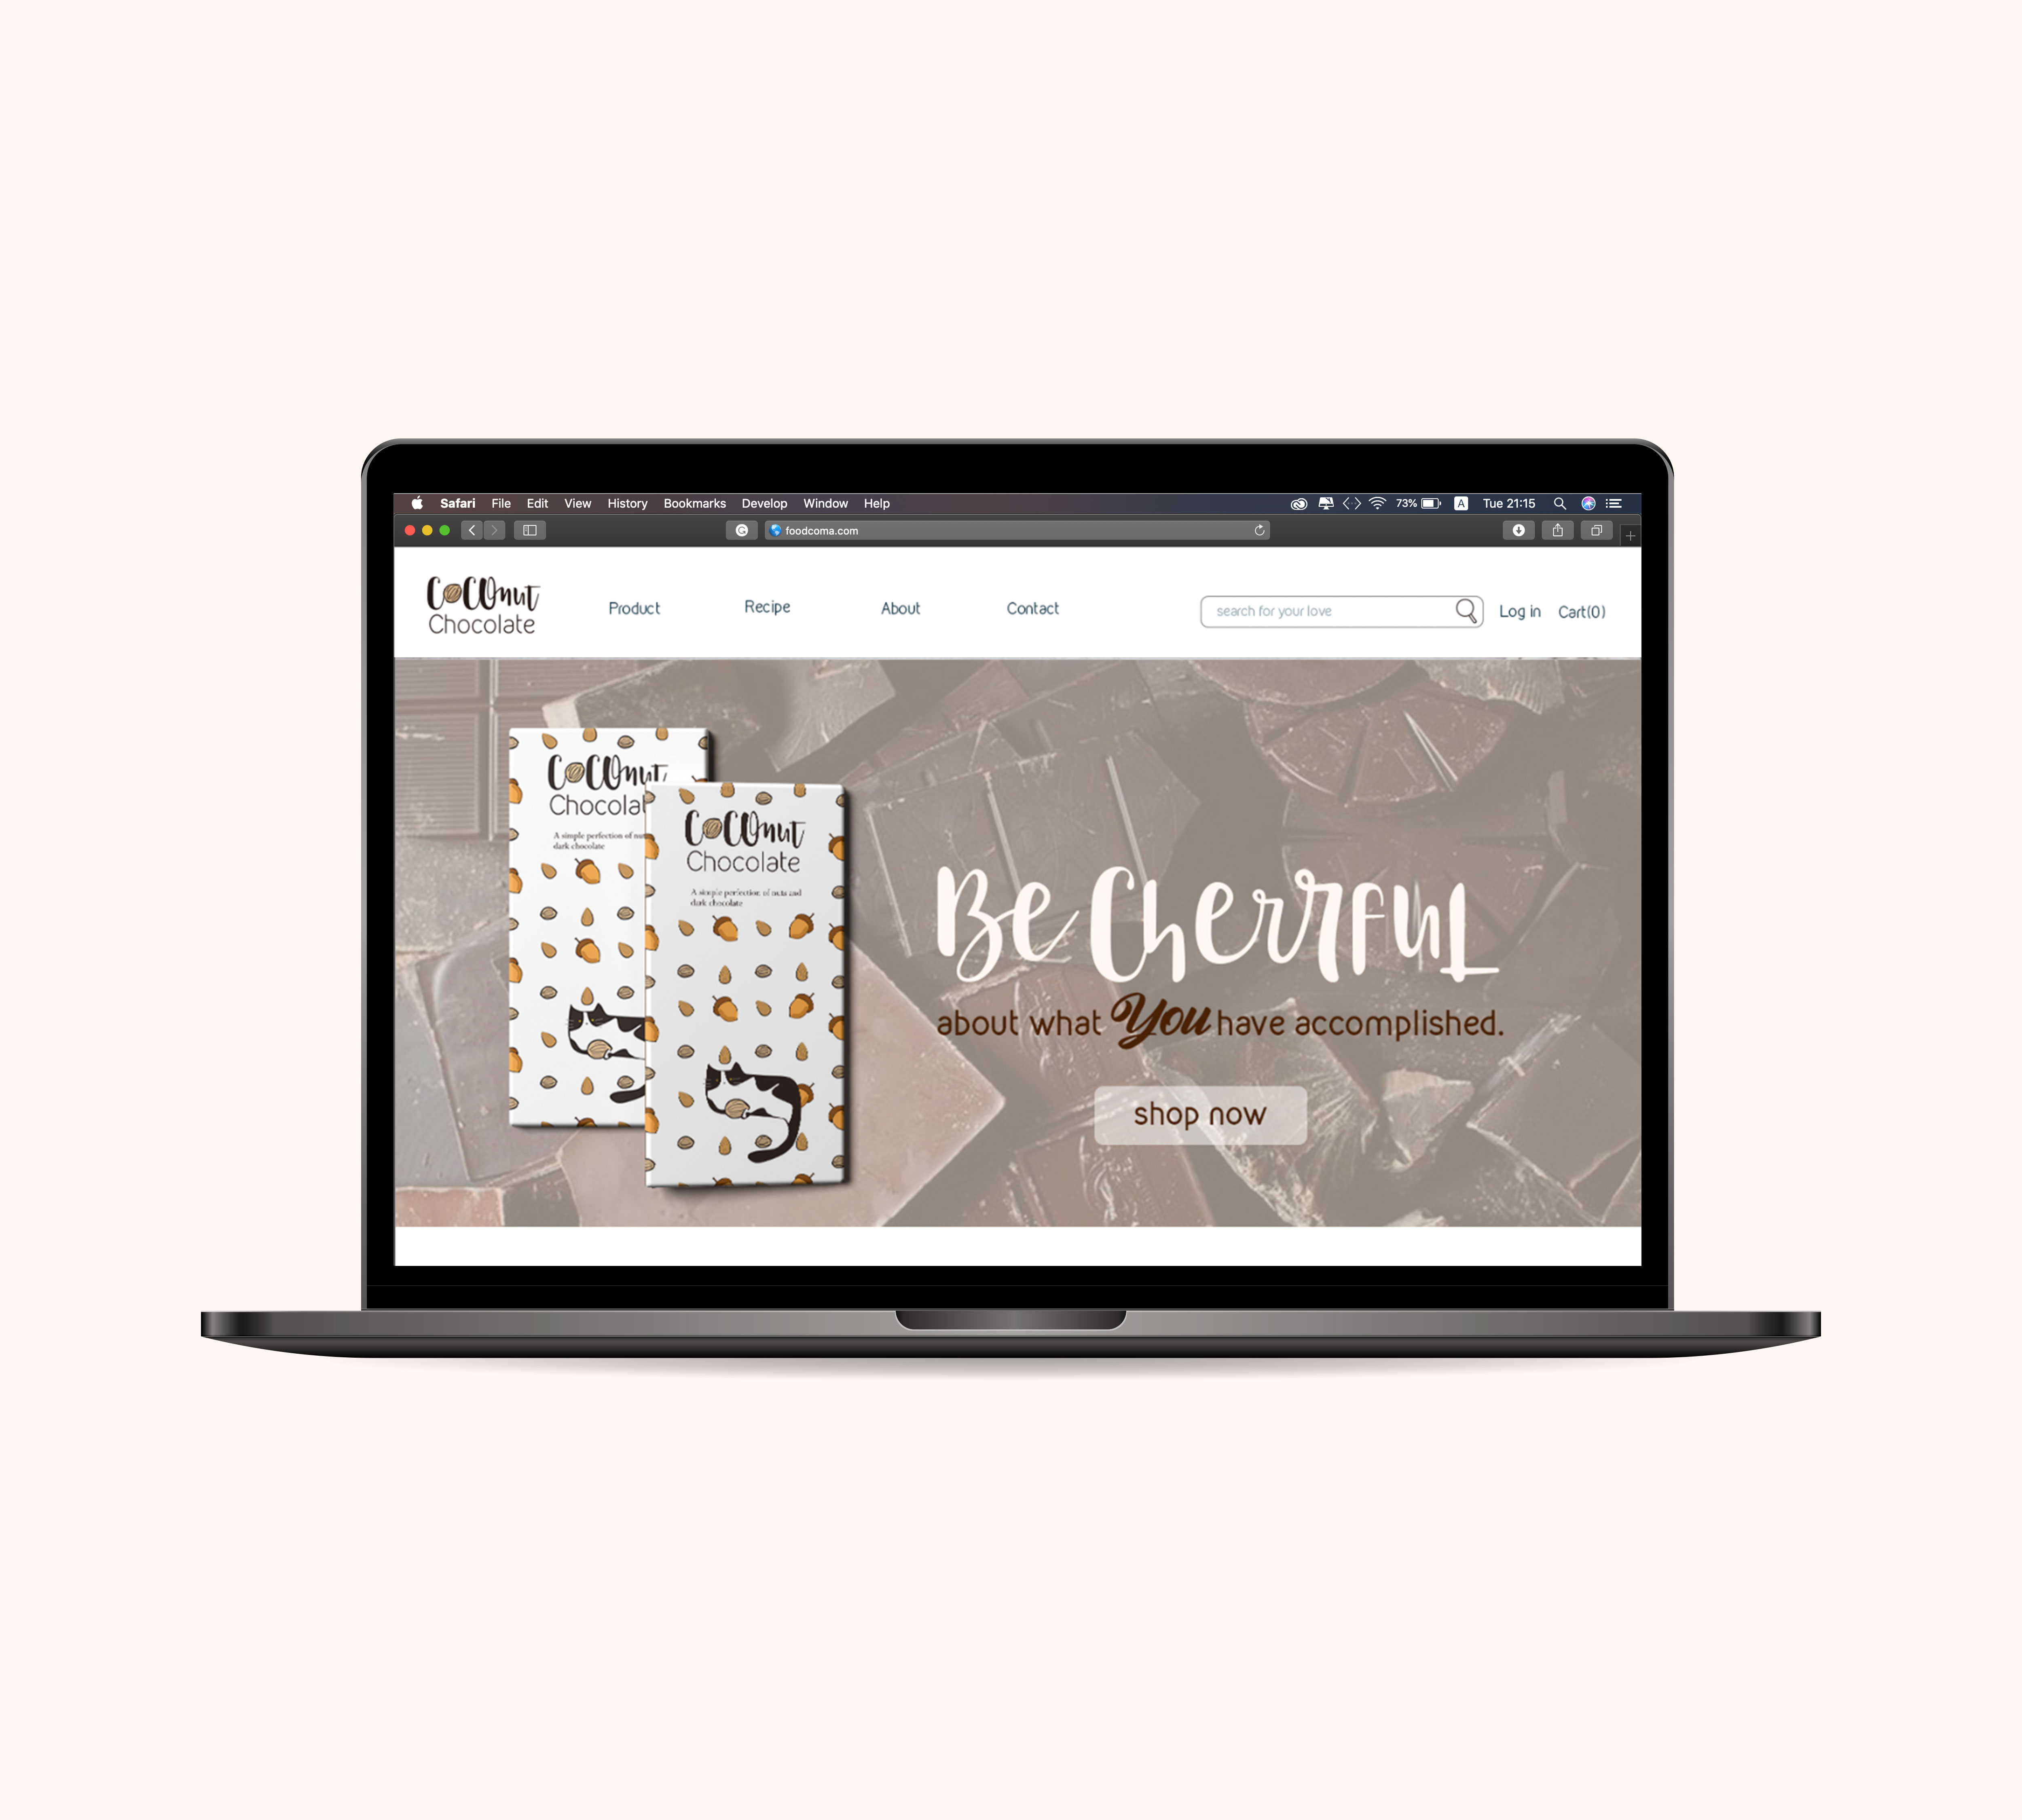 Safari File Edit View History Bookmarks Develop Window Help 73% A Tue 21:15
G foodcoma.com
COCOnut
Chocolate
Product Recipe About Contact search for your love Log in Cart(0)
COCOnut
Chocolat
A simple perfection of nu
dark chocolate
COCOnut
Chocolate
A simple perfection of nuts and
dark chocolate
Be Cherrful
about what You have accomplished.
shop now